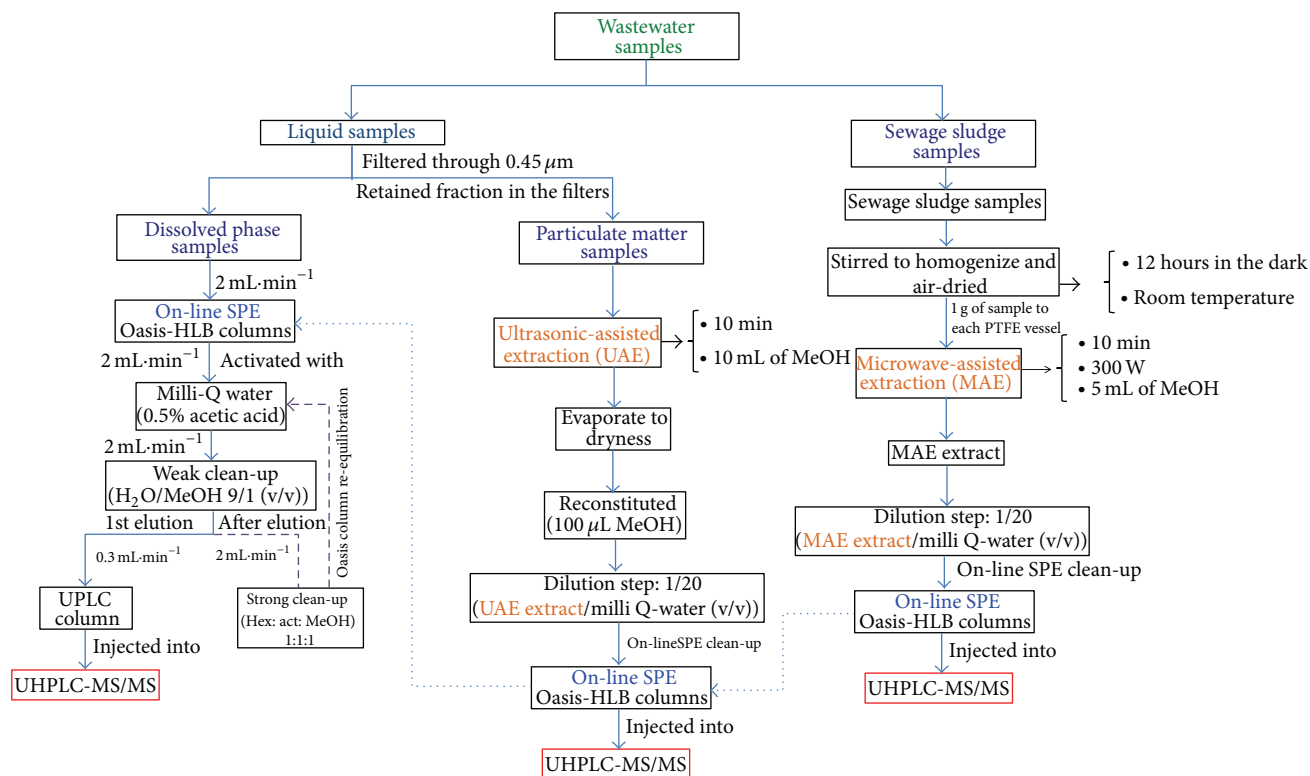 Wastewater
samples
Liquid samples
Filtered through 0.45 μm
Retained fraction in the filters
Dissolved phase
samples
2 mL·min⁻¹
On-line SPE
Oasis-HLB columns
2 mL·min⁻¹ Activated with
Milli-Q water
(0.5% acetic acid)
2 mL·min⁻¹
Weak clean-up
(H₂O/MeOH 9/1 (v/v))
1st elution After elution
0.3 mL·min⁻¹ 2 mL·min⁻¹
Oasis column re-equilibration
UPLC
column
Strong clean-up
(Hex: act: MeOH)
1:1:1
Injected into
UHPLC-MS/MS
Particulate matter
samples
Ultrasonic-assisted
extraction (UAE)
• 10 min
• 10 mL of MeOH
Evaporate to
dryness
Reconstituted
(100 μL MeOH)
Dilution step: 1/20
(UAE extract/milli Q-water (v/v))
On-lineSPE clean-up
On-line SPE
Oasis-HLB columns
Injected into
UHPLC-MS/MS
Sewage sludge
samples
Sewage sludge samples
Stirred to homogenize and
air-dried
• 12 hours in the dark
• Room temperature
1 g of sample to
each PTFE vessel
Microwave-assisted
extraction (MAE)
• 10 min
• 300 W
• 5 mL of MeOH
MAE extract
Dilution step: 1/20
(MAE extract/milli Q-water (v/v))
On-line SPE clean-up
On-line SPE
Oasis-HLB columns
Injected into
UHPLC-MS/MS